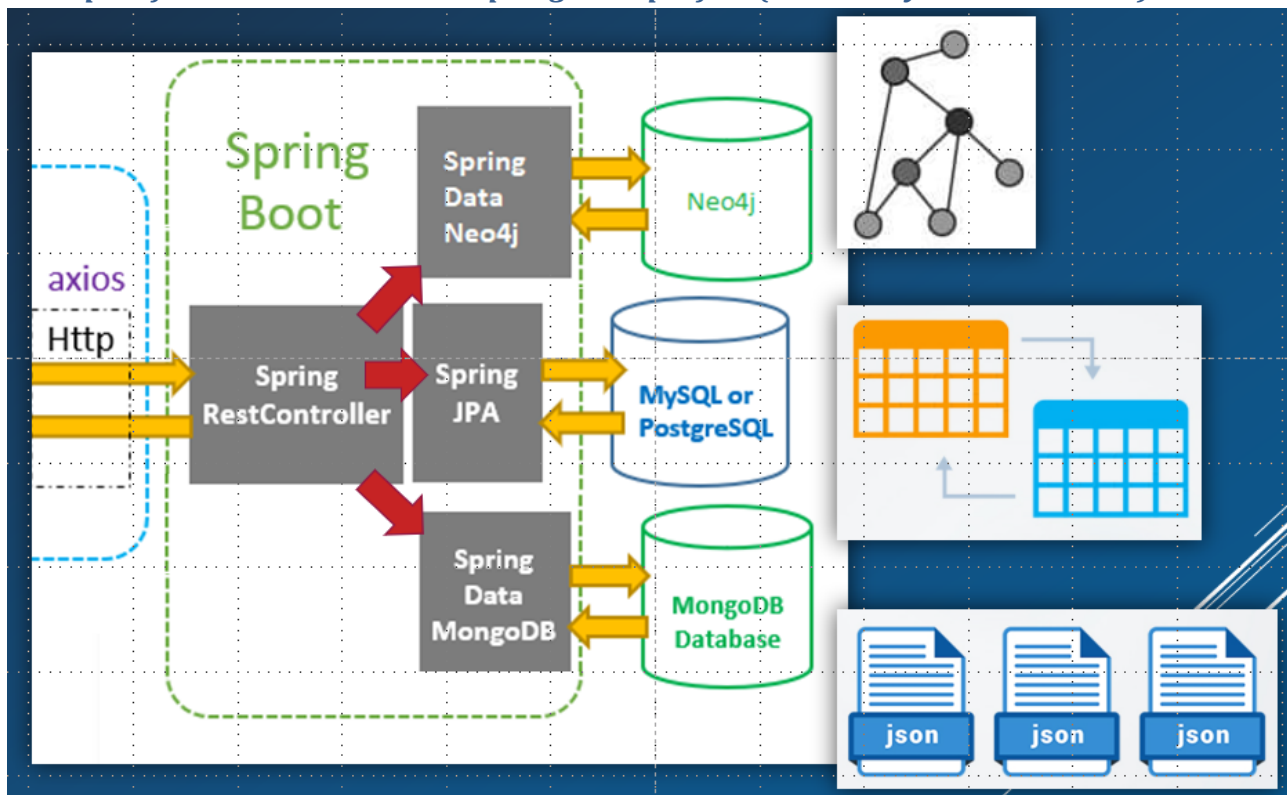 Spring
Boot
axios
Http
Spring
RestController
Spring
Data
Neo4j
Spring
JPA
Spring
Data
MongoDB
Neo4j
MySQL or
PostgreSQL
MongoDB
Database
json
json
json